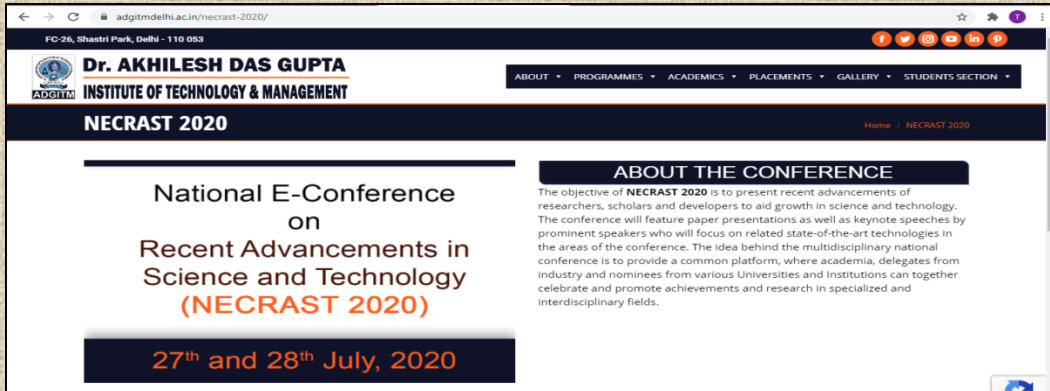 adgitmdelhi.ac.in/necrast-2020/
T
FC-26, Shastri Park, Delhi - 110 053
ADGITM
Dr. AKHILESH DAS GUPTA
INSTITUTE OF TECHNOLOGY & MANAGEMENT
ABOUT PROGRAMMES ACADEMICS PLACEMENTS GALLERY STUDENTS SECTION
NECRAST 2020
Home / NECRAST 2020
National E-Conference
on
Recent Advancements in
Science and Technology
(NECRAST 2020)
27th and 28th July, 2020
ABOUT THE CONFERENCE
The objective of NECRAST 2020 is to present recent advancements of
researchers, scholars and developers to aid growth in science and technology.
The conference will feature paper presentations as well as keynote speeches by
prominent speakers who will focus on related state-of-the-art technologies in
the areas of the conference. The idea behind the multidisciplinary national
conference is to provide a common platform, where academia, delegates from
industry and nominees from various Universities and Institutions can together
celebrate and promote achievements and research in specialized and
interdisciplinary fields.